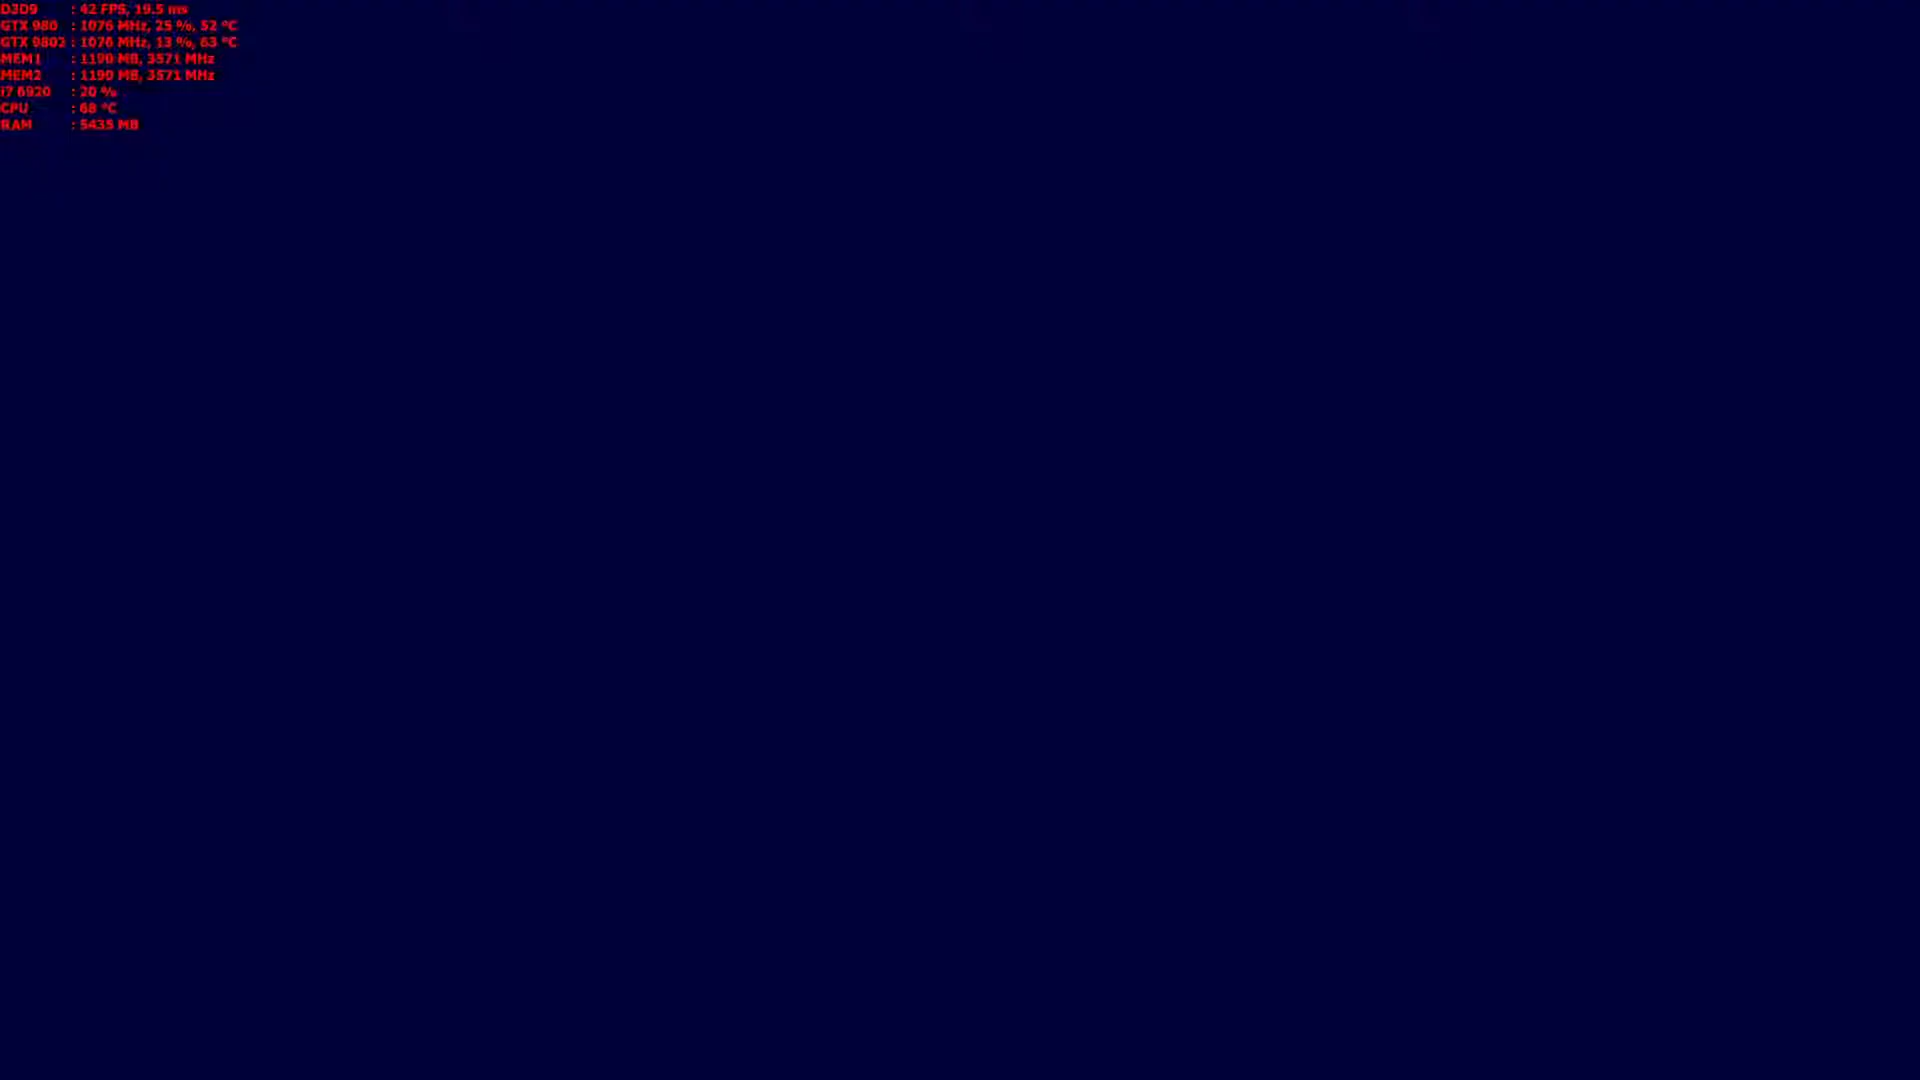 D3D9 : 42 FPS, 19.5 ms
GTX 980 : 1076 MHz, 25 %, 52 °C
GTX 9802 : 1076 MHz, 13 %, 63 °C
MEM1 : 1190 MB, 3571 MHz
MEM2 : 1190 MB, 3571 MHz
i7 6920 : 20 %
CPU : 68 °C
RAM : 5435 MB